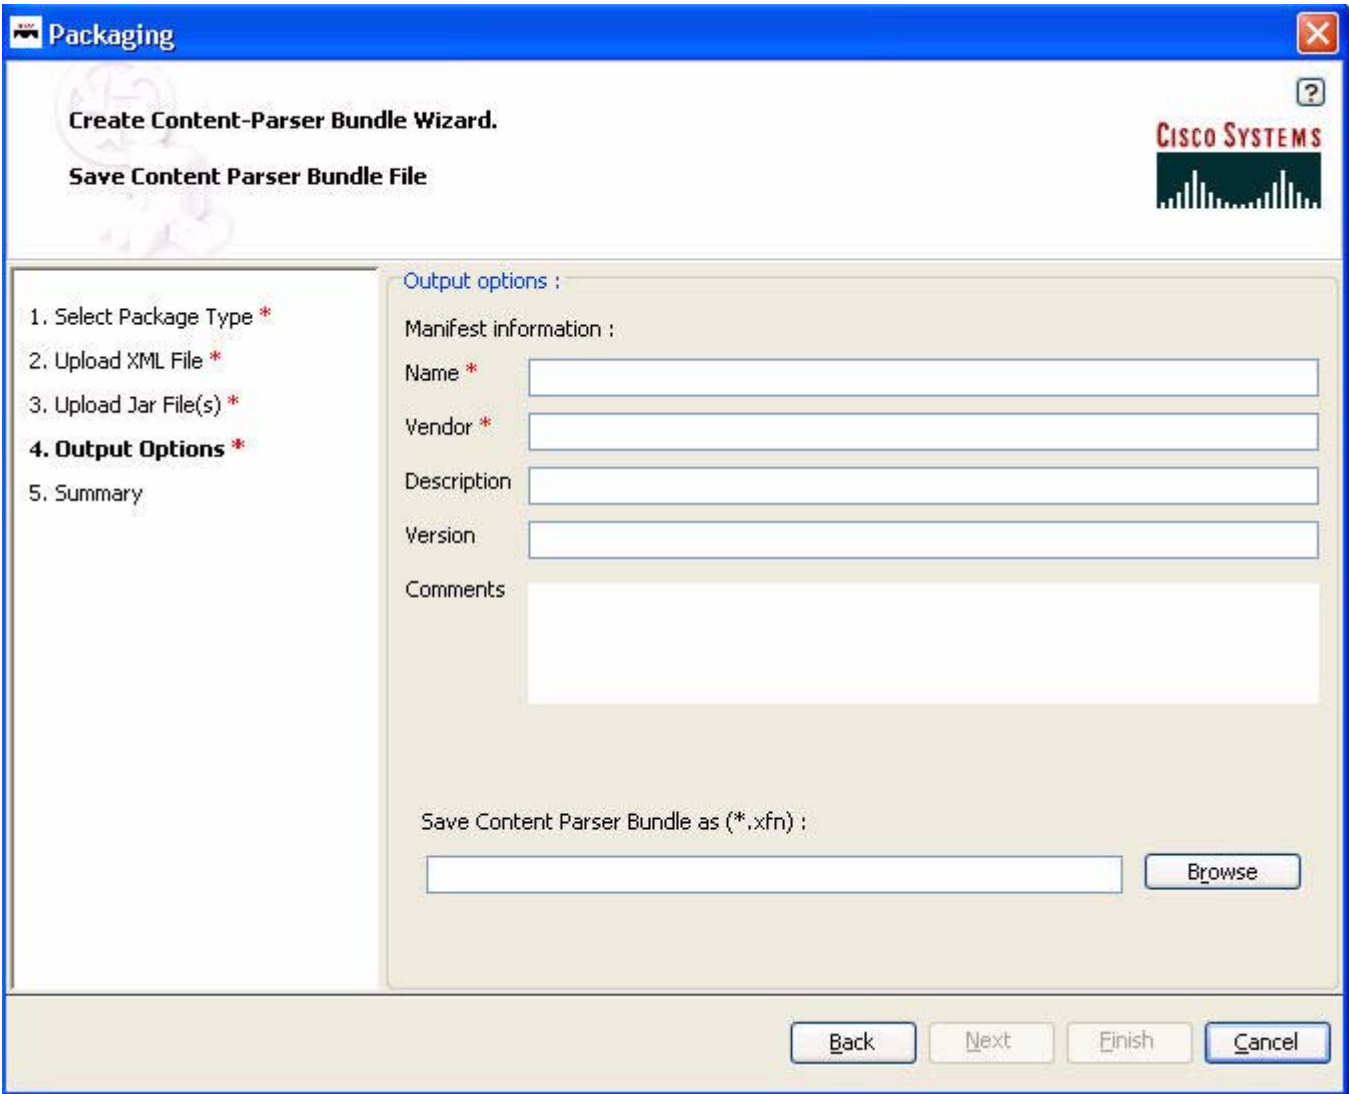 Packaging
?
Create Content-Parser Bundle Wizard.
CISCO SYSTEMS
Save Content Parser Bundle File
1. Select Package Type *
2. Upload XML File *
3. Upload Jar File(s) *
4. Output Options *
5. Summary
Output options :
Manifest information :
Name *
Vendor *
Description
Version
Comments
Save Content Parser Bundle as (*.xfn) :
Browse
Back
Next
Finish
Cancel